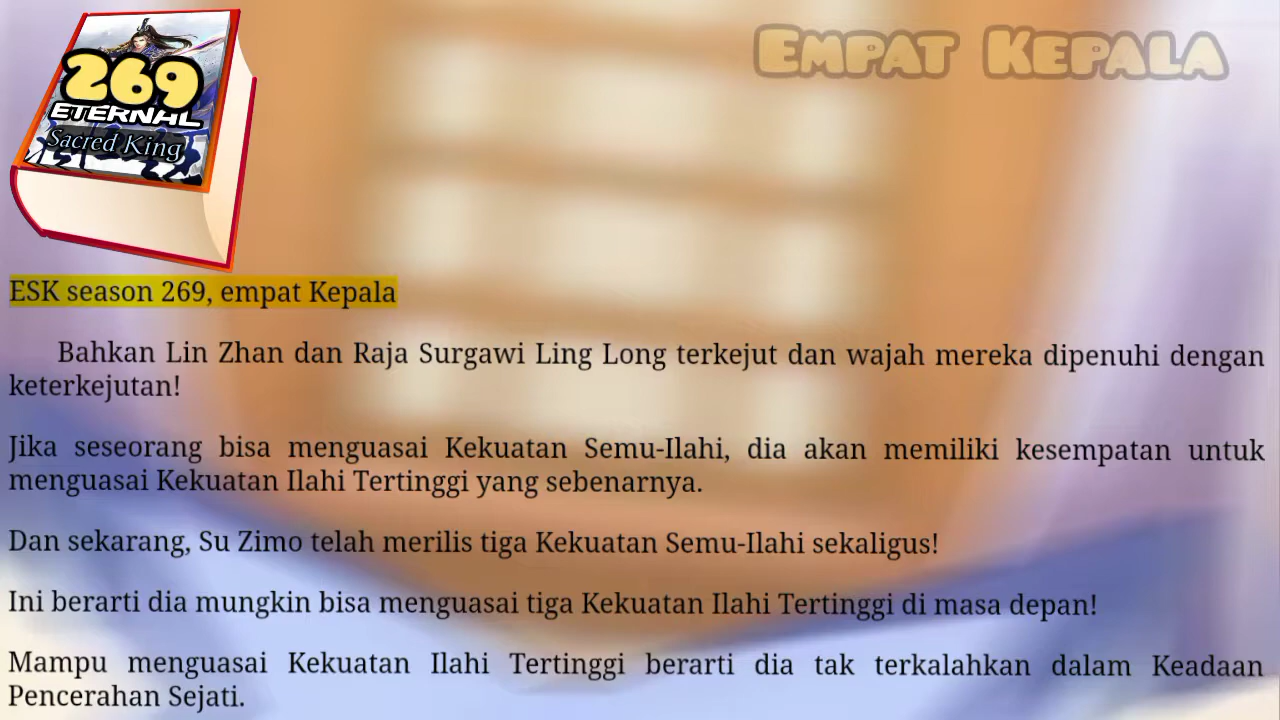 Empat Kepala
269
ETERNAL
Sacred King
ESK season 269, empat Kepala
Bahkan Lin Zhan dan Raja Surgawi Ling Long terkejut dan wajah mereka dipenuhi dengan
keterkejutan!
Jika seseorang bisa menguasai Kekuatan Semu-Ilahi, dia akan memiliki kesempatan untuk
menguasai Kekuatan Ilahi Tertinggi yang sebenarnya.
Dan sekarang, Su Zimo telah merilis tiga Kekuatan Semu-Ilahi sekaligus!
Ini berarti dia mungkin bisa menguasai tiga Kekuatan Ilahi Tertinggi di masa depan!
Mampu menguasai Kekuatan Ilahi Tertinggi berarti dia tak terkalahkan dalam Keadaan
Pencerahan Sejati.